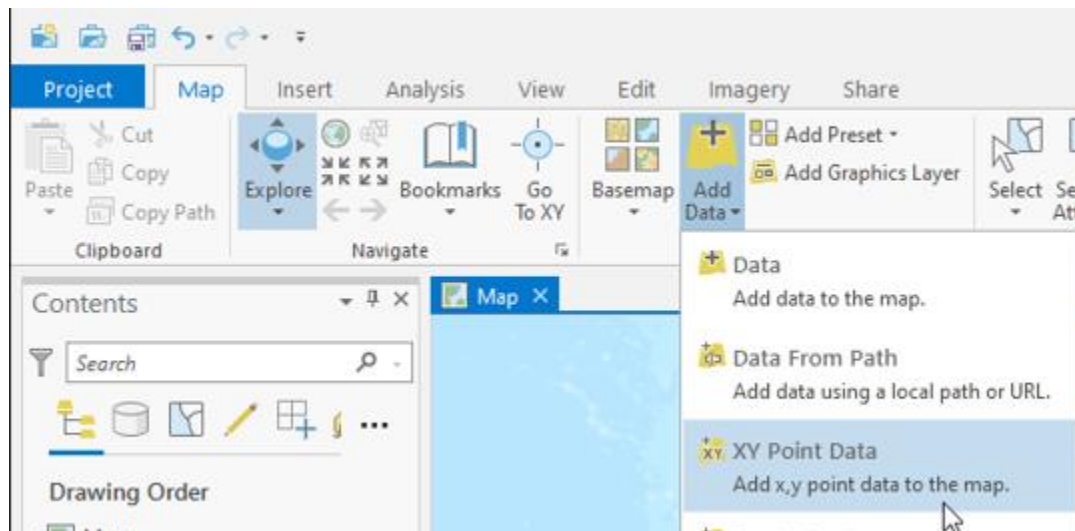 Project Map Insert Analysis View Edit Imagery Share
Cut
Copy
Paste
Copy Path
Clipboard
Explore
Bookmarks
Go
To XY
Navigate
Basemap
Add
Data
Add Preset
Add Graphics Layer
Select
Contents
Search
Drawing Order
Map
Data
Add data to the map.
Data From Path
Add data using a local path or URL.
XY XY Point Data
Add x,y point data to the map.